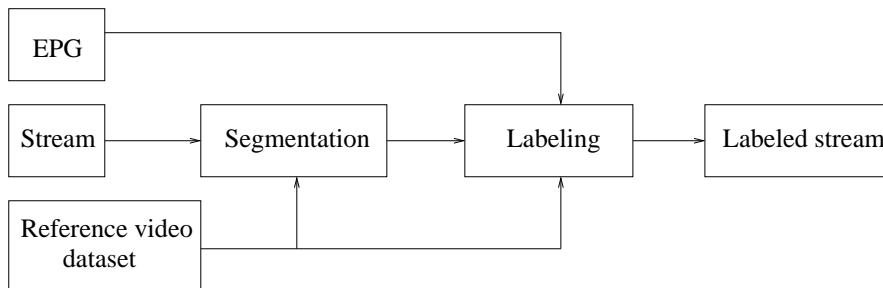 EPG
Stream
Segmentation
Labeling
Labeled stream
Reference video
dataset